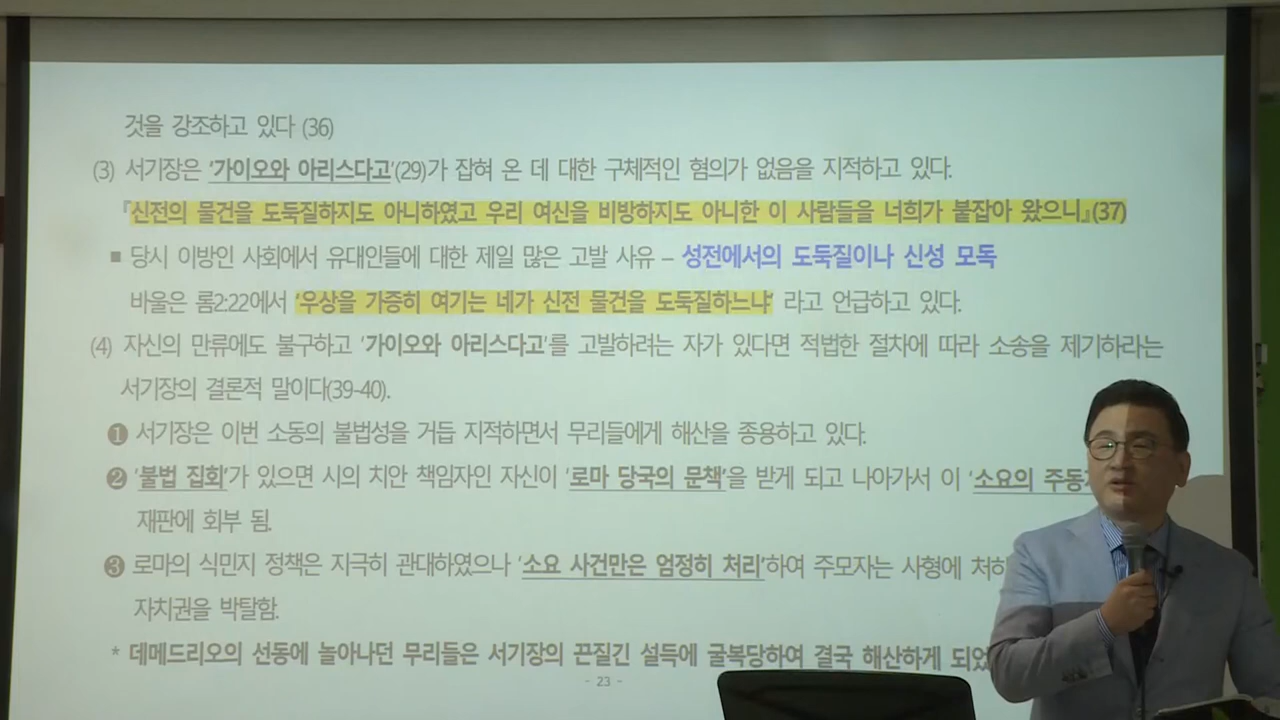 것을 강조하고 있다 (36)
(3) 서기장은 '가이오와 아리스다고'(29)가 잡혀 온 데 대한 구체적인 혐의가 없음을 지적하고 있다.
『신전의 물건을 도둑질하지도 아니하였고 우리 여신을 비방하지도 아니한 이 사람들을 너희가 붙잡아 왔으니』(37)
■ 당시 이방인 사회에서 유대인들에 대한 제일 많은 고발 사유 – 성전에서의 도둑질이나 신성 모독
바울은 롬2:22에서 '우상을 가증히 여기는 네가 신전 물건을 도둑질하느냐' 라고 언급하고 있다.
(4) 자신의 만류에도 불구하고 '가이오와 아리스다고'를 고발하려는 자가 있다면 적법한 절차에 따라 소송을 제기하라는
서기장의 결론적 말이다(39-40).
❶ 서기장은 이번 소동의 불법성을 거듭 지적하면서 무리들에게 해산을 종용하고 있다.
❷ '불법 집회'가 있으면 시의 치안 책임자인 자신이 '로마 당국의 문책'을 받게 되고 나아가서 이 '소요의 주동
재판에 회부 됨.
❸ 로마의 식민지 정책은 지극히 관대하였으나 '소요 사건만은 엄정히 처리'하여 주모자는 사형에 처하
자치권을 박탈함.
* 데메드리오의 선동에 놀아나던 무리들은 서기장의 끈질긴 설득에 굴복당하여 결국 해산하게 되었
- 23 -